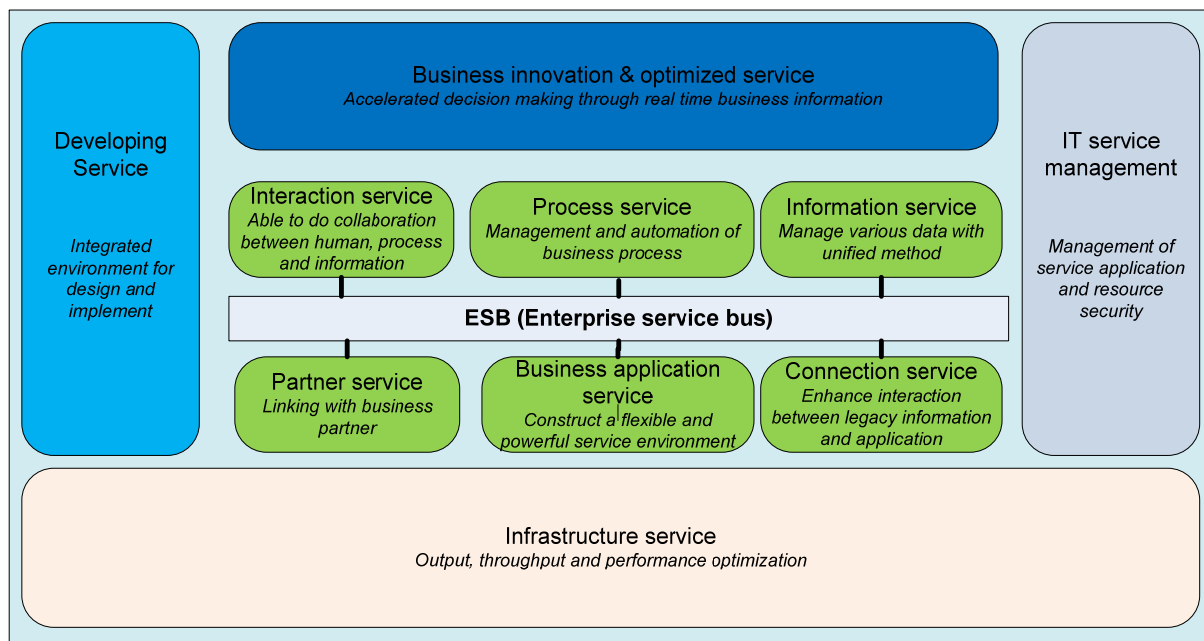 Business innovation & optimized service
Accelerated decision making through real time business information
Developing
Service
Integrated
environment for
design and
implement
IT service
management
Management of
service application
and resource
security
Interaction service
Able to do collaboration
between human, process
and information
Process service
Management and automation of
business process
Information service
Manage various data with
unified method
ESB (Enterprise service bus)
Partner service
Linking with business
partner
Business application
service
Construct a flexible and
powerful service environment
Connection service
Enhance interaction
between legacy information
and application
Infrastructure service
Output, throughput and performance optimization